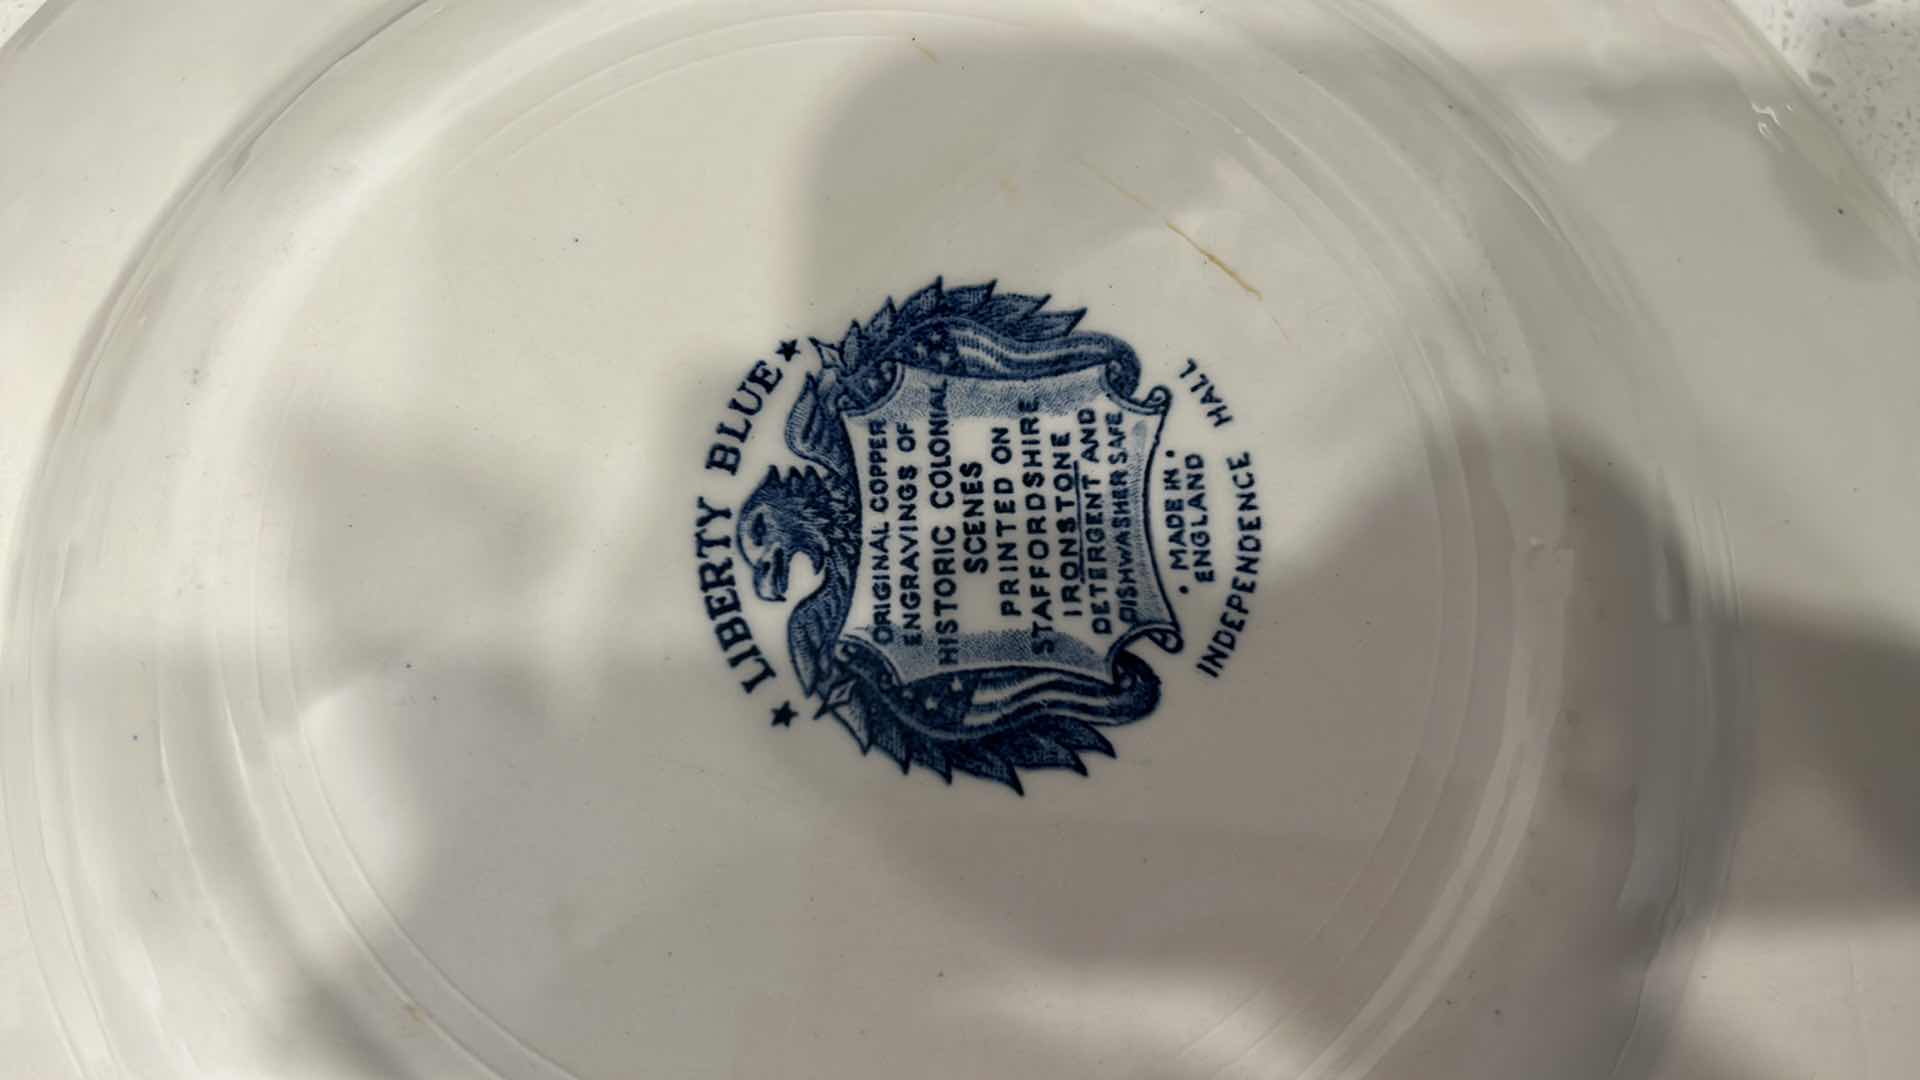 ★ LIBERTY BLUE ★
ORIGINAL COPPER
ENGRAVINGS OF
HISTORIC COLONIAL
SCENES
PRINTED ON
STAFFORDSHIRE
IRONSTONE
DETERGENT AND
DISHWASHER SAFE
• MADE IN •
ENGLAND
INDEPENDENCE HALL